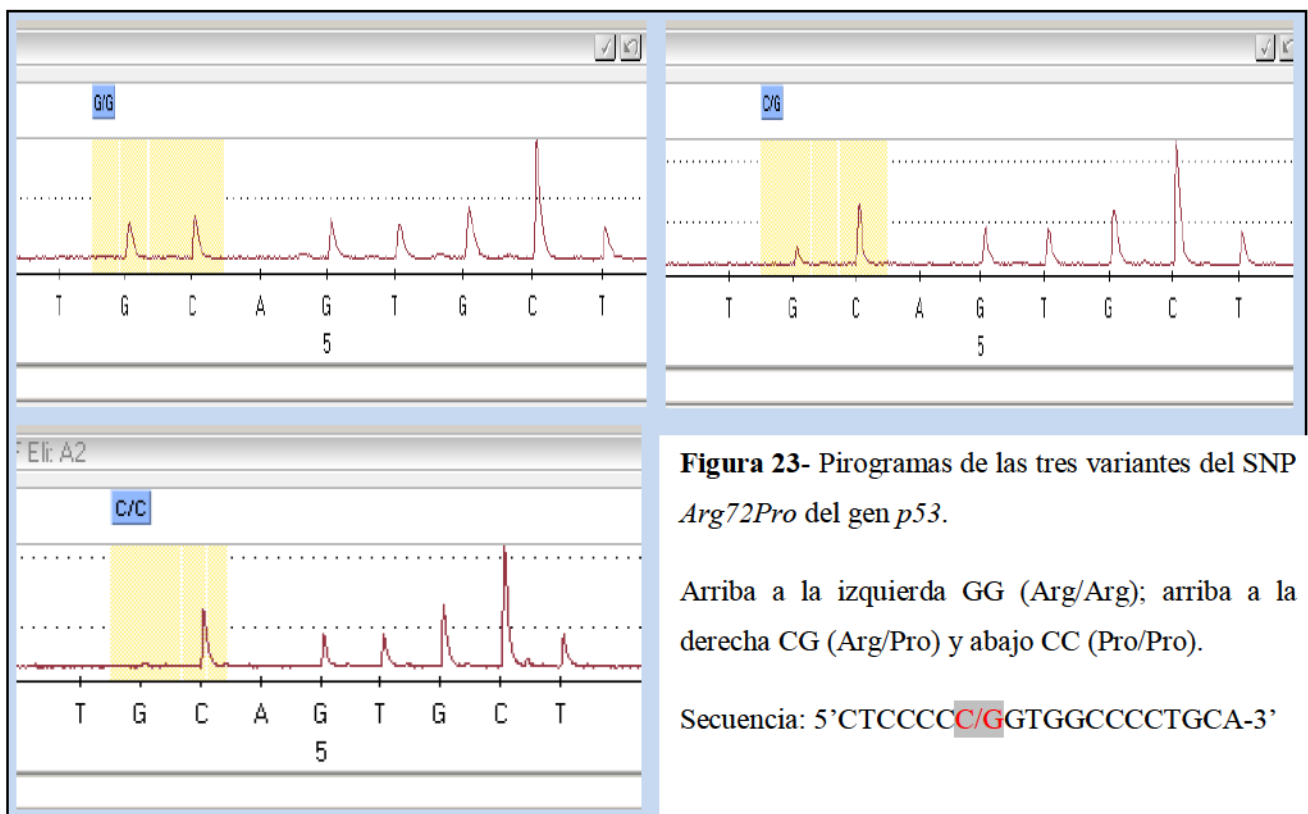 G/G
T G C A G T G C T
5
C/G
T G C A G T G C T
5
F Eli: A2
C/C
T G C A G T G C T
5
Figura 23- Pirogramas de las tres variantes del SNP
Arg72Pro del gen p53.
Arriba a la izquierda GG (Arg/Arg); arriba a la
derecha CG (Arg/Pro) y abajo CC (Pro/Pro).
Secuencia: 5’CTCCCCC/GGTGGCCCCTGCA-3’